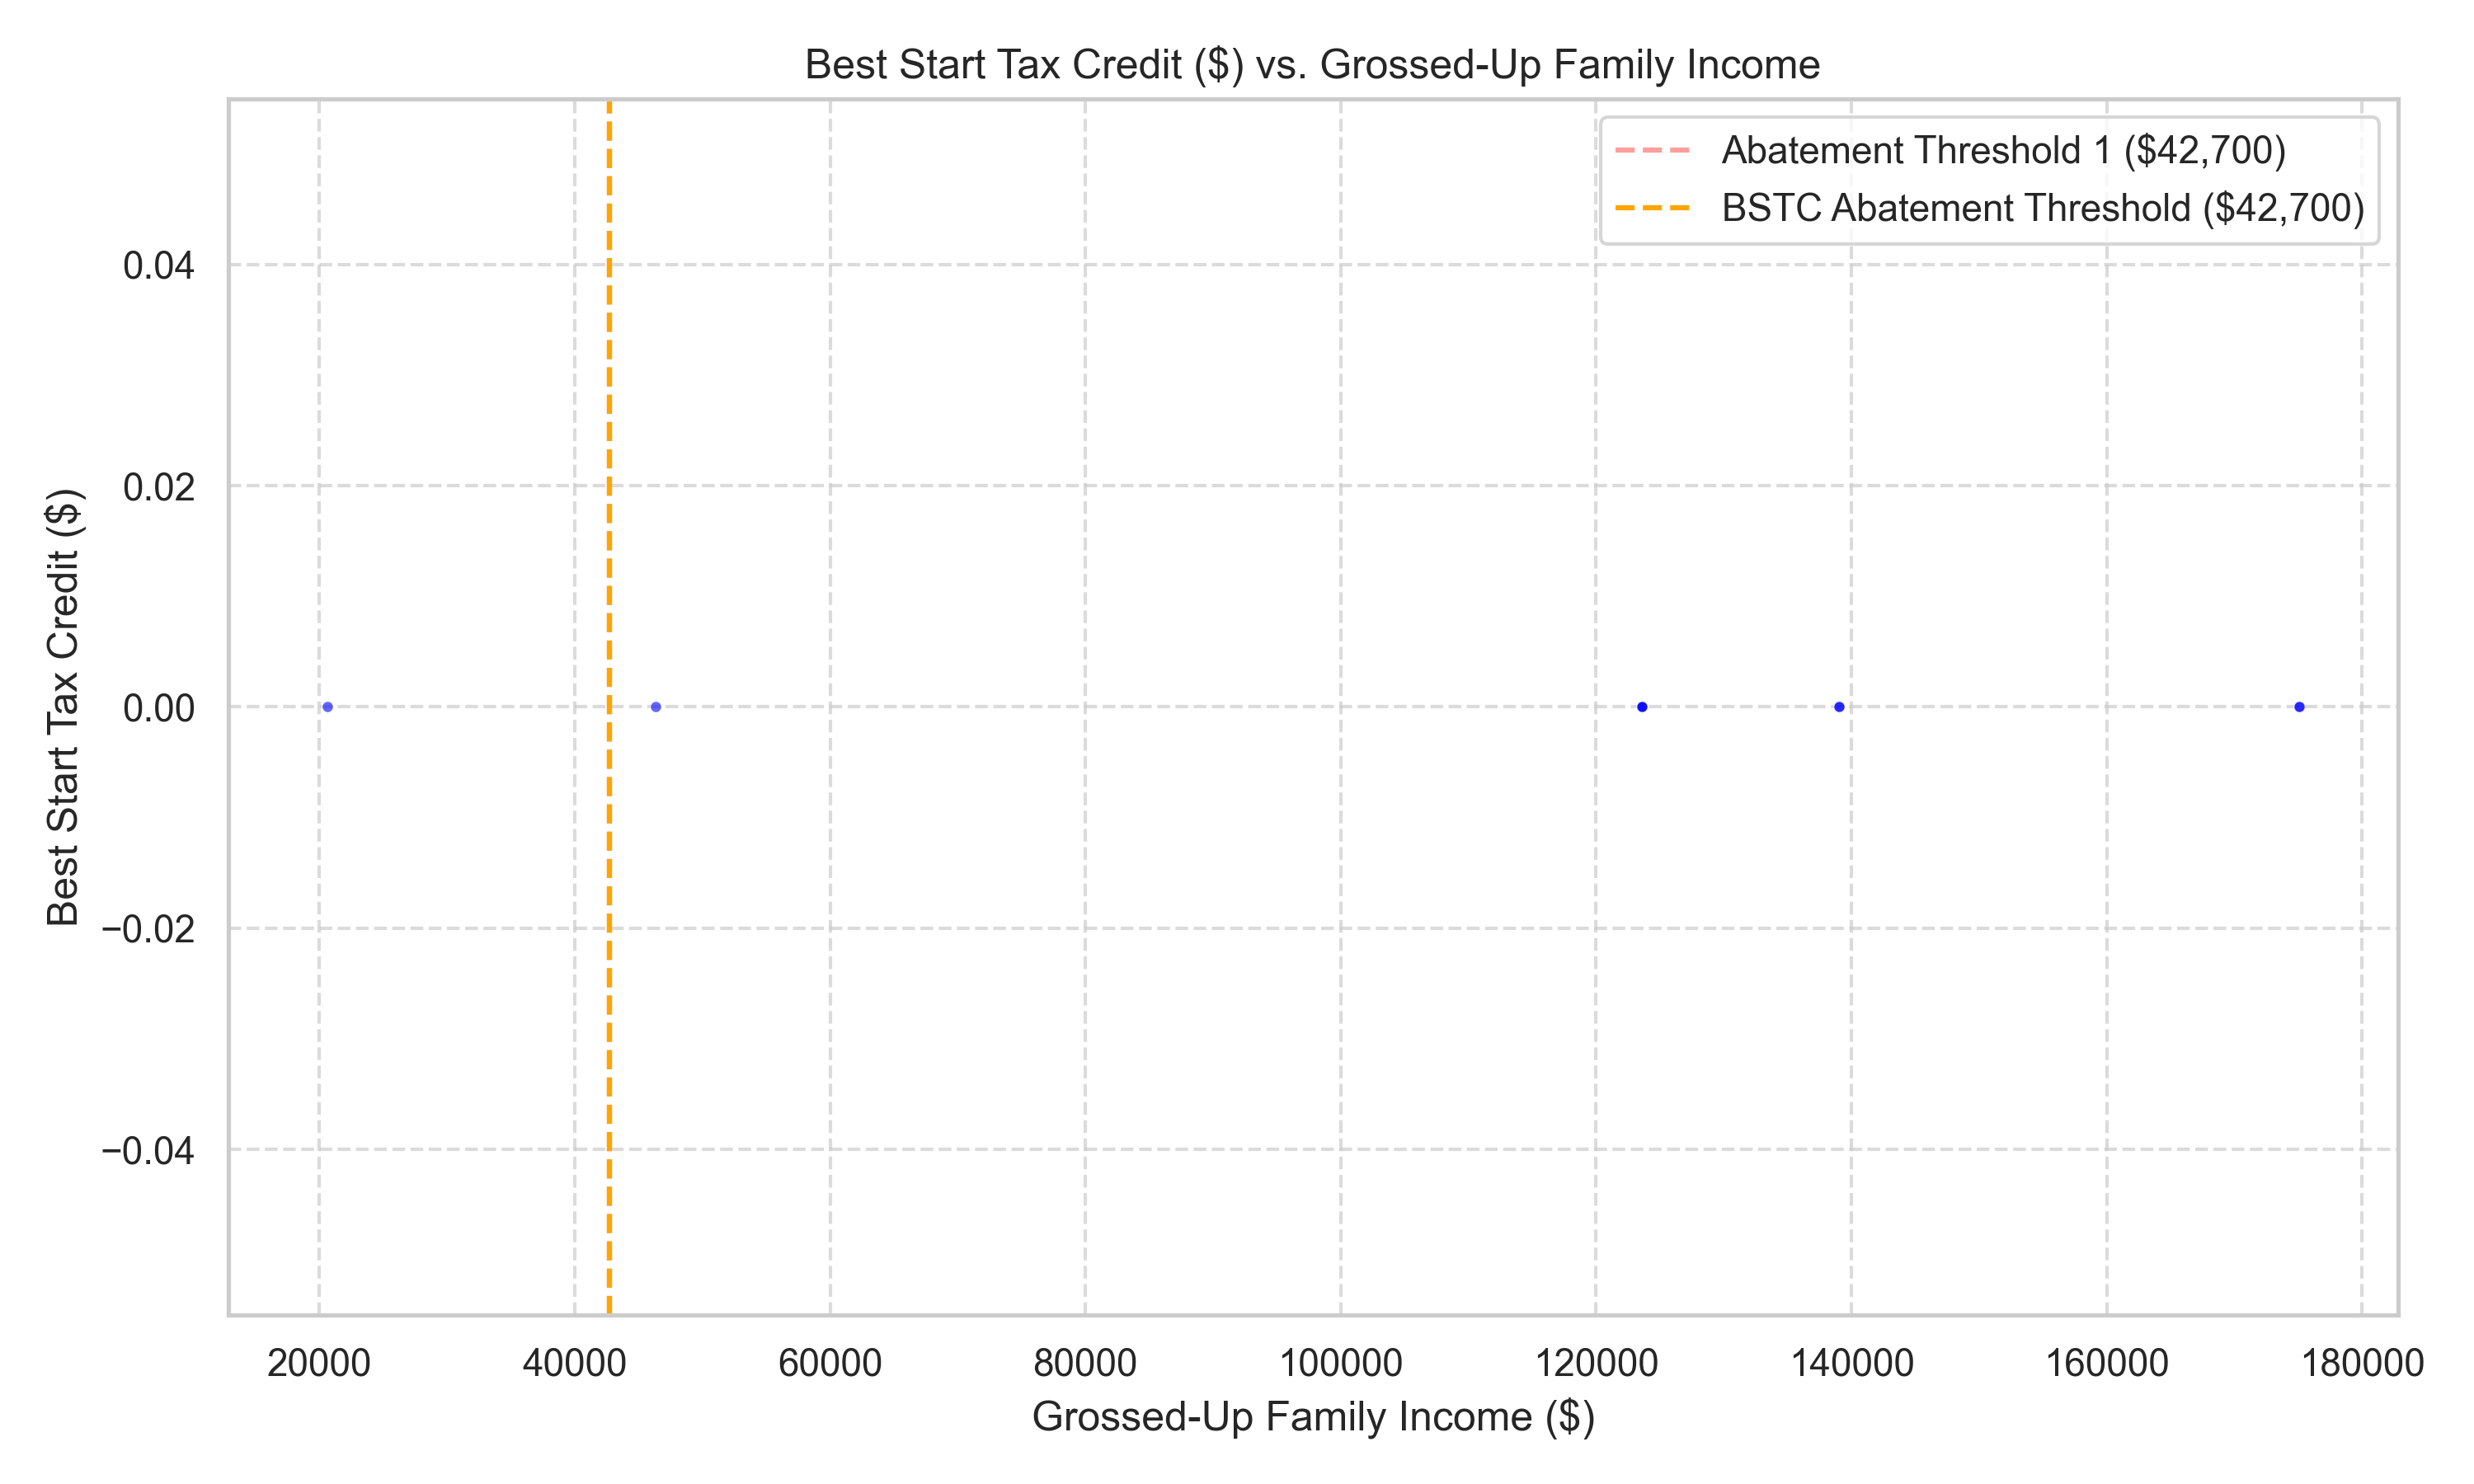 Best Start Tax Credit ($) vs. Grossed-Up Family Income
Abatement Threshold 1 ($42,700)
BSTC Abatement Threshold ($42,700)
Best Start Tax Credit ($)
0.04
0.02
0.00
−0.02
−0.04
20000 40000 60000 80000 100000 120000 140000 160000 180000
Grossed-Up Family Income ($)